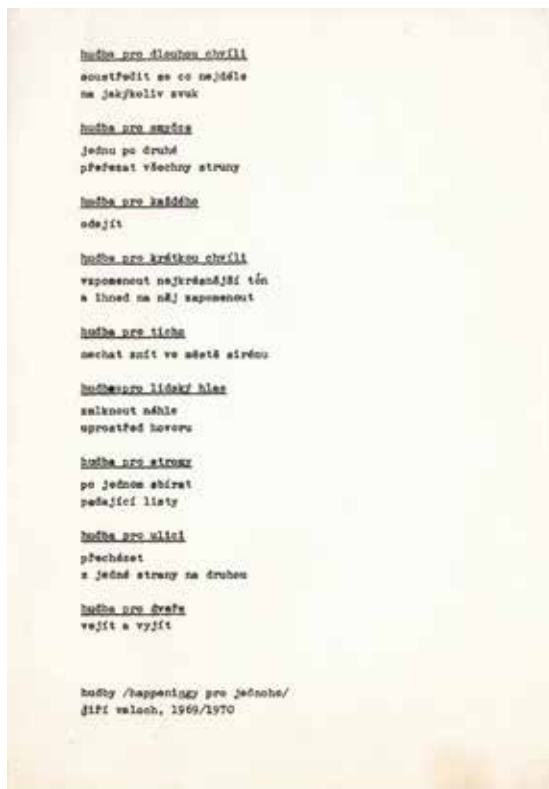 hudba pro dlouhou chvíli
soustředit se co nejdéle
na jakýkoliv zvuk
hudba pro smyčce
jednu po druhé
přeřezat všechny struny
hudba pro každého
odejít
hudba pro krátkou chvíli
vzpomenout nejkrásnější tón
a ihned na něj zapomenout
hudba pro ticho
nechat znít ve městě sirénu
hudba pro lidský hlas
zalknout náhle
uprostřed hovoru
hudba pro stromy
po jednom sbírat
padající listy
hudba pro ulici
přecházet
z jedné strany na druhou
hudba pro dveře
vejít a vyjít
hudby /happeningy pro jednoho/
jiří valoch, 1969/1970